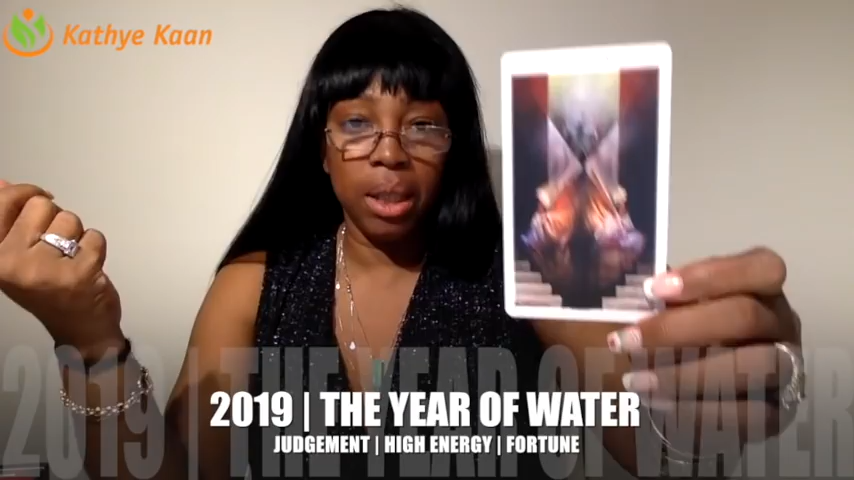 Kathye Kaan
2019 | THE YEAR OF WATER
2019 | THE YEAR OF WATER
JUDGEMENT | HIGH ENERGY | FORTUNE